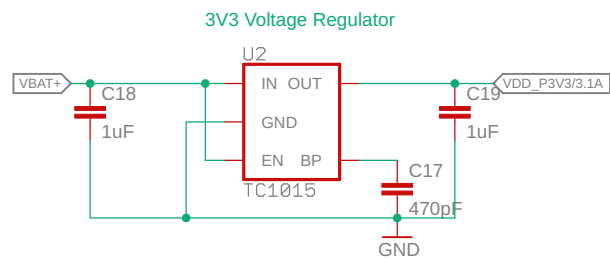 3V3 Voltage Regulator
U2
VBAT+
C18
1uF
IN OUT
GND
EN BP
TC1015
C19
1uF
VDD_P3V3/3.1A
C17
470pF
GND